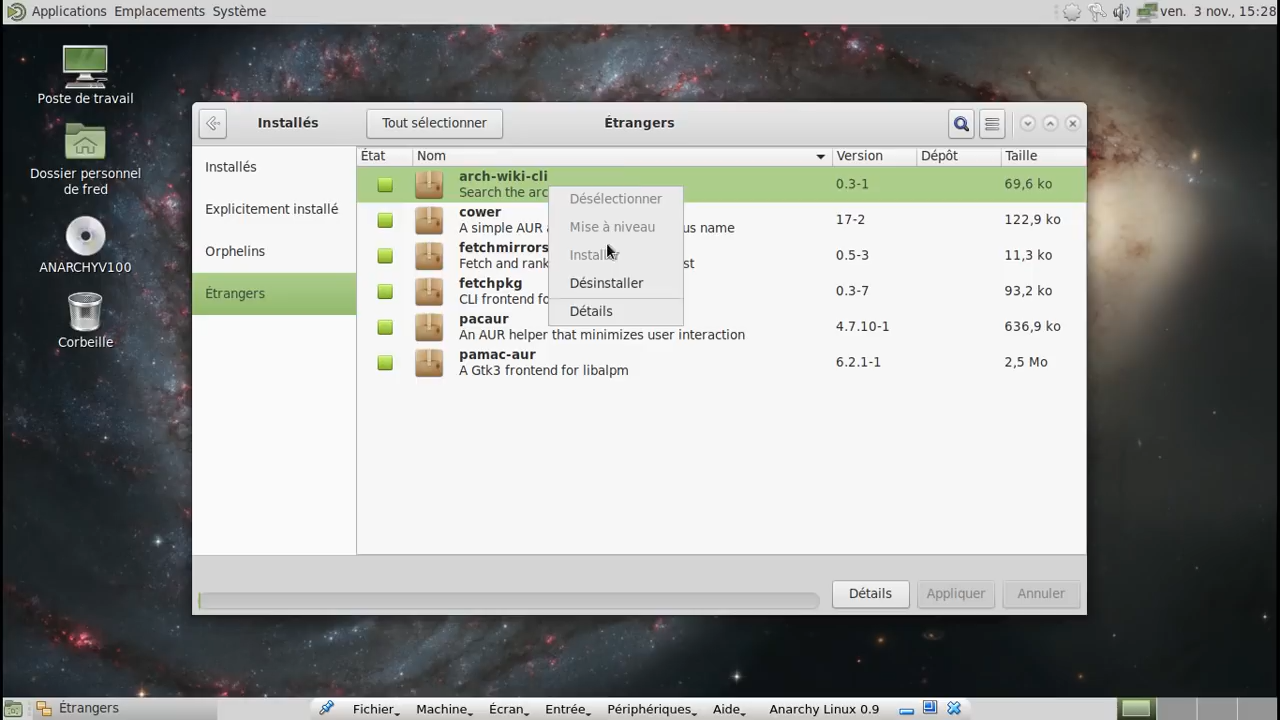 Applications Emplacements Système
ven. 3 nov., 15:28
Poste de travail
Dossier personnel
de fred
ANARCHYV100
Corbeille
Installés
Tout sélectionner
Étrangers
Installés
Explicitement installé
Orphelins
Étrangers
État Nom Version Dépôt Taille
arch-wiki-cli
Search the arc
0.3-1 69,6 ko
cower
A simple AUR us name
17-2 122,9 ko
fetchmirrors
Fetch and rank st
0.5-3 11,3 ko
fetchpkg
CLI frontend fo
0.3-7 93,2 ko
pacaur
An AUR helper that minimizes user interaction
4.7.10-1 636,9 ko
pamac-aur
A Gtk3 frontend for libalpm
6.2.1-1 2,5 Mo
Désélectionner
Mise à niveau
Installer
Désinstaller
Détails
Détails Appliquer Annuler
Étrangers
Fichier Machine Écran Entrée Périphériques Aide Anarchy Linux 0.9